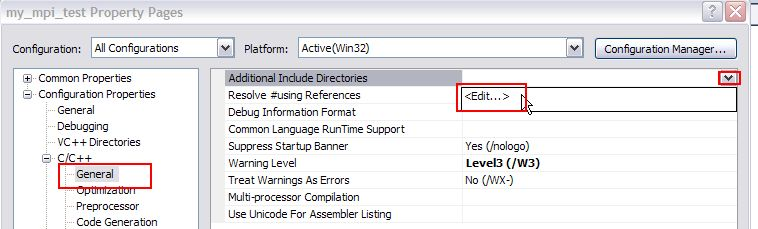 my_mpi_test Property Pages
Configuration: All Configurations Platform: Active(Win32) Configuration Manager...
Common Properties
Configuration Properties
General
Debugging
VC++ Directories
C/C++
General
Optimization
Preprocessor
Code Generation
Additional Include Directories
Resolve #using References <Edit...>
Debug Information Format
Common Language RunTime Support
Suppress Startup Banner Yes (/nologo)
Warning Level Level3 (/W3)
Treat Warnings As Errors No (/WX-)
Multi-processor Compilation
Use Unicode For Assembler Listing